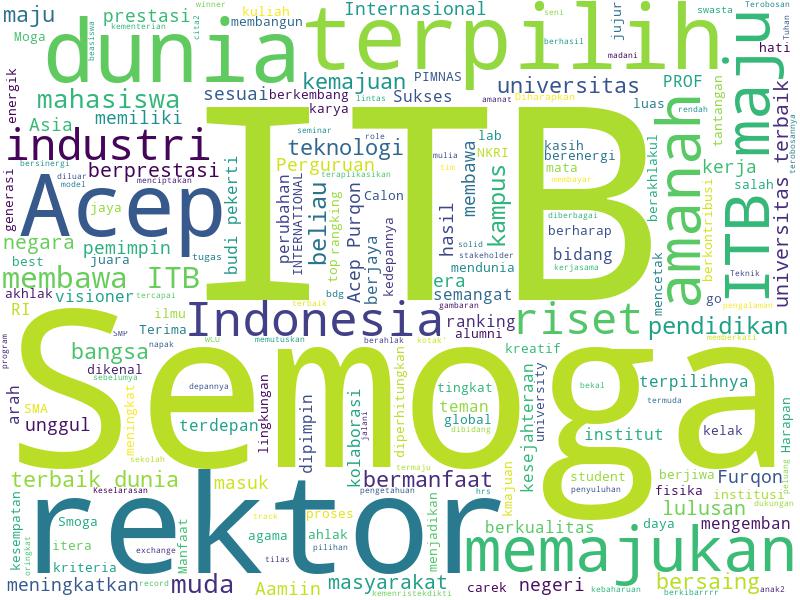 maju
prestasi
kuliah
winner
Internasional
seni
jujur
swasta
Terobosan
Moga
beasiswa
kementerian
membangun
cita2
dunia
terpilih
berhasil
madani
hati
Tuhan
maju
energik
mahasiswa
kemajuan
PIMNAS
universitas
PROF
sesuai
berkembang
lintas
Sukses
amanat
Diharapkan
luas
rendah
tantangan
Asia
memiliki
karya
ITB
industri
seminar
role
lab
kasih
berenergi
mata
membayar
teknologi
Perguruan
mulia
tim
NKRI
teraplikasikan
bersinergi
diluar
model
berprestasi
menciptakan
kerja
salah
amanah
berakhlakul
berkontribusi
universitas terbaik
terobosannya
generasi
Acep
jaya
budi pekerti
perubahan
INTERNATIONAL
beliau
top
rangking
Acep Purqon
Calon
berjaya
kedepannya
hasil
membawa
kampus
diberbagai
berharap
bidang
kerjasama
ITB
Teknik
negara
pemimpin
best
juara
tugas
solid
stakeholder
mendunia
membawa ITB
era
semangat
mencetak
go
pengalaman
akhlak
visioner
tercapai
terbaik
bdg
gambaran
RI
ilmu
Terima
SMP
Indonesia
ranking
alumni
riset
pendidikan
program
napak
WCU
memutuskan
berahlak
kotak'
memberkati
bangsa
dikenal
sebelunya
kreatif
Semoga
arah
SMA
unggul
meningkat
sekolah
depannya
terdepan
lingkungan
dipimpin
kolaborasi
jalani
diperhitungkan
tingkat
teman
global
dibidang
kesejahteraan
university
bekal
terpilihnya
termuda
institut
kelak
Harapan
peluang
terbaik dunia
Keselarasan
masuk
termaju
bermanfaat
pengetahuan
hrs
kmajuan
student
penyuluhan
berjiwa
Furqon
fisika
institusi
dukungan
rektor
kesempatan
Smoga
oringkat
itera
kriteria
exchange
Manfaat
track
proses
agama
ahlak
tilas
pilihan
menjadikan
berkualitas
lulusan
daya
mengemban
memajukan
meningkatkan
record
muda
Aamiin
masyarakat
kemenristekdikti
carek
negeri
kebaharuan
bersaing
berkibarrrr
anak2